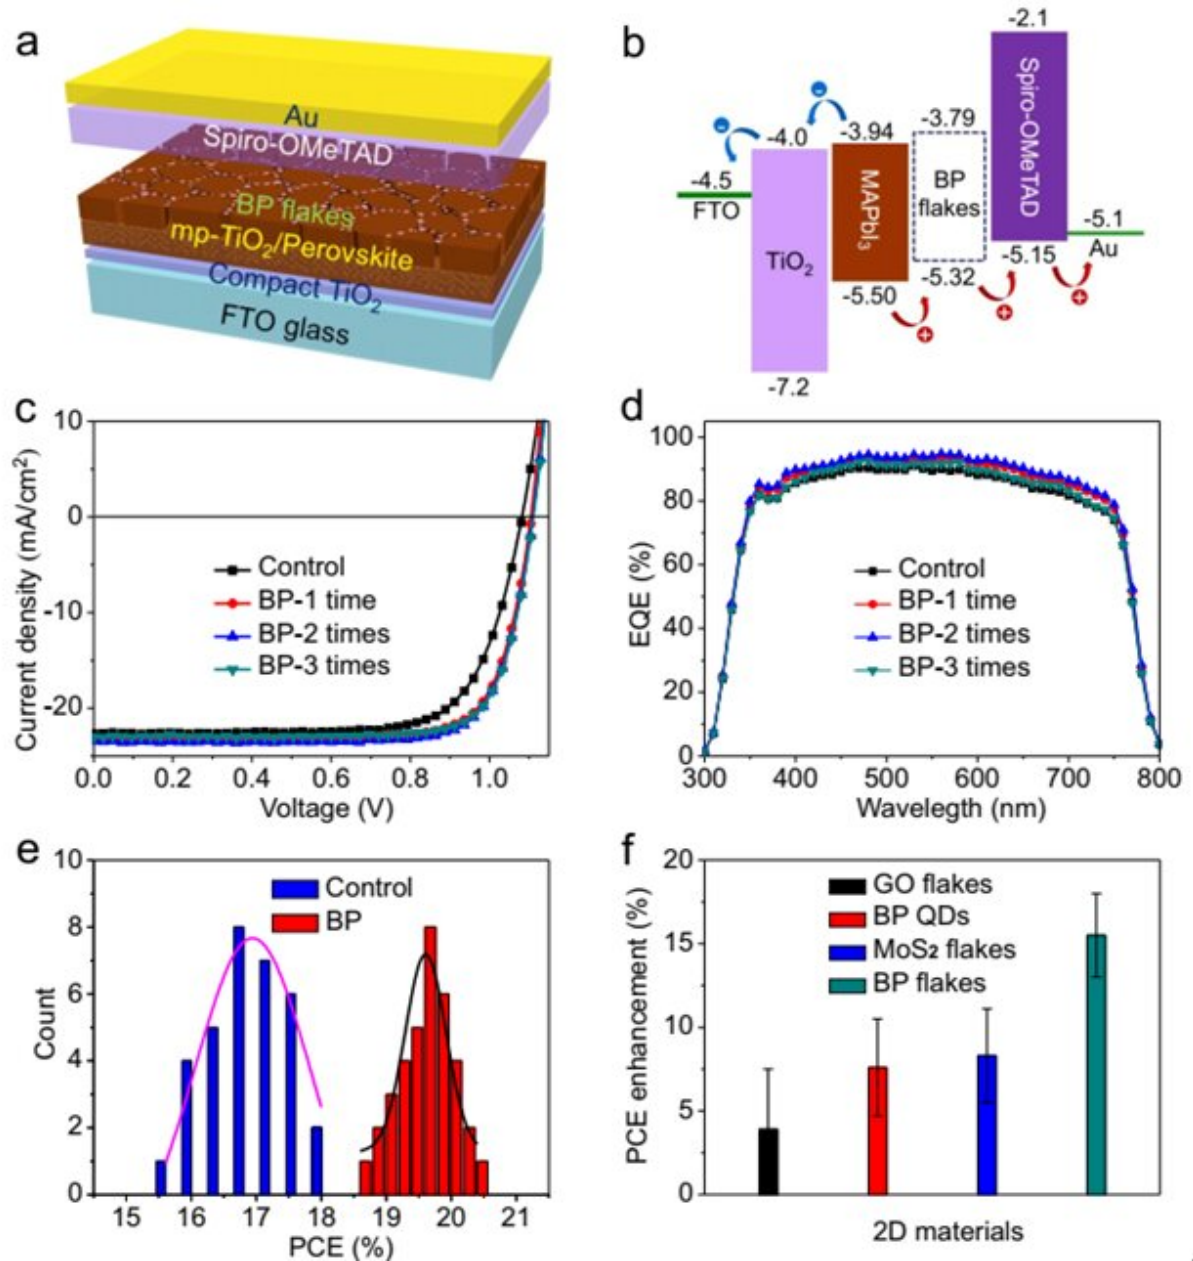 a
Au
Spiro-OMeTAD
BP flakes
mp-TiO2/Perovskite
Compact TiO2
FTO glass
b
-2.1
Spiro-OMeTAD
-3.79
-3.94
-4.0
-4.5
FTO
MAPbI3
BP
flakes
TiO2
-5.1
Au
-5.15
-5.32
-5.50
-7.2
c
10
0
-10
-20
Current density (mA/cm2)
Control
BP-1 time
BP-2 times
BP-3 times
0.0 0.2 0.4 0.6 0.8 1.0
Voltage (V)
d
100
80
60
40
20
0
EQE (%)
Control
BP-1 time
BP-2 times
BP-3 times
300 400 500 600 700 800
Wavelegth (nm)
e
10
8
6
4
2
0
Count
Control
BP
15 16 17 18 19 20 21
PCE (%)
f
20
15
10
5
0
PCE enhancement (%)
GO flakes
BP QDs
MoS2 flakes
BP flakes
2D materials